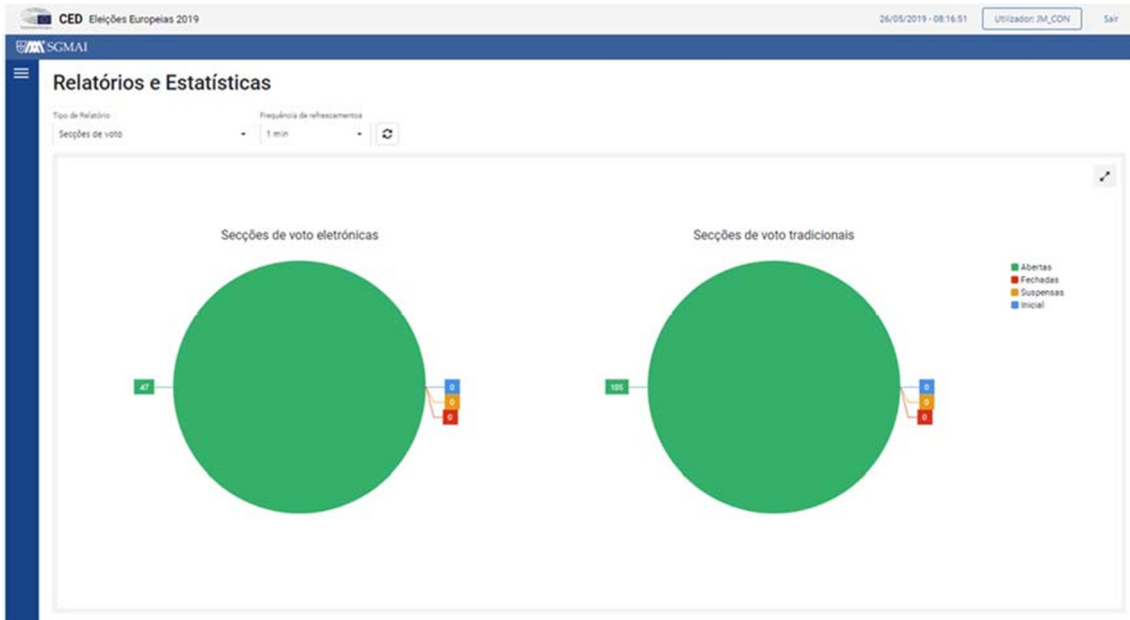 CED Eleições Europeias 2019
26/05/2019 - 08:16:51
Utilizador: JM_CON
Sair
SGMAI
Relatórios e Estatísticas
Tipo de Relatório
Frequência de refrescamentos
Secções de voto
1 min
Secções de voto eletrónicas
Secções de voto tradicionais
Abertas
Fechadas
Suspensas
Inicial
47
0
0
0
105
0
0
0